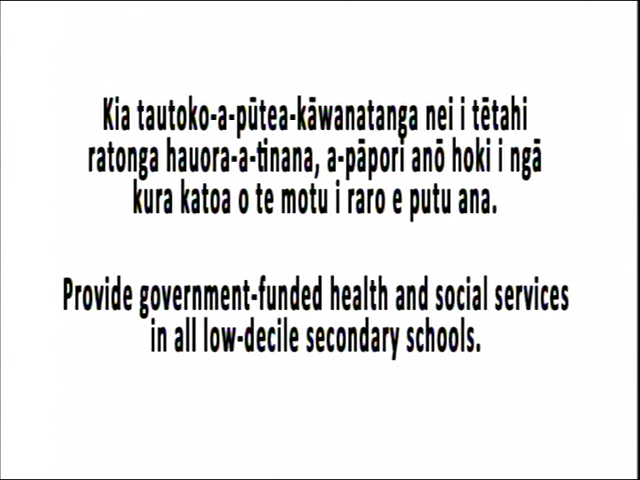 Kia tautoko-a-pūtea-kāwanatanga nei i tētahi
ratonga hauora-a-tinana, a-pāpori anō hoki i ngā
kura katoa o te motu i raro e putu ana.
Provide government-funded health and social services
in all low-decile secondary schools.